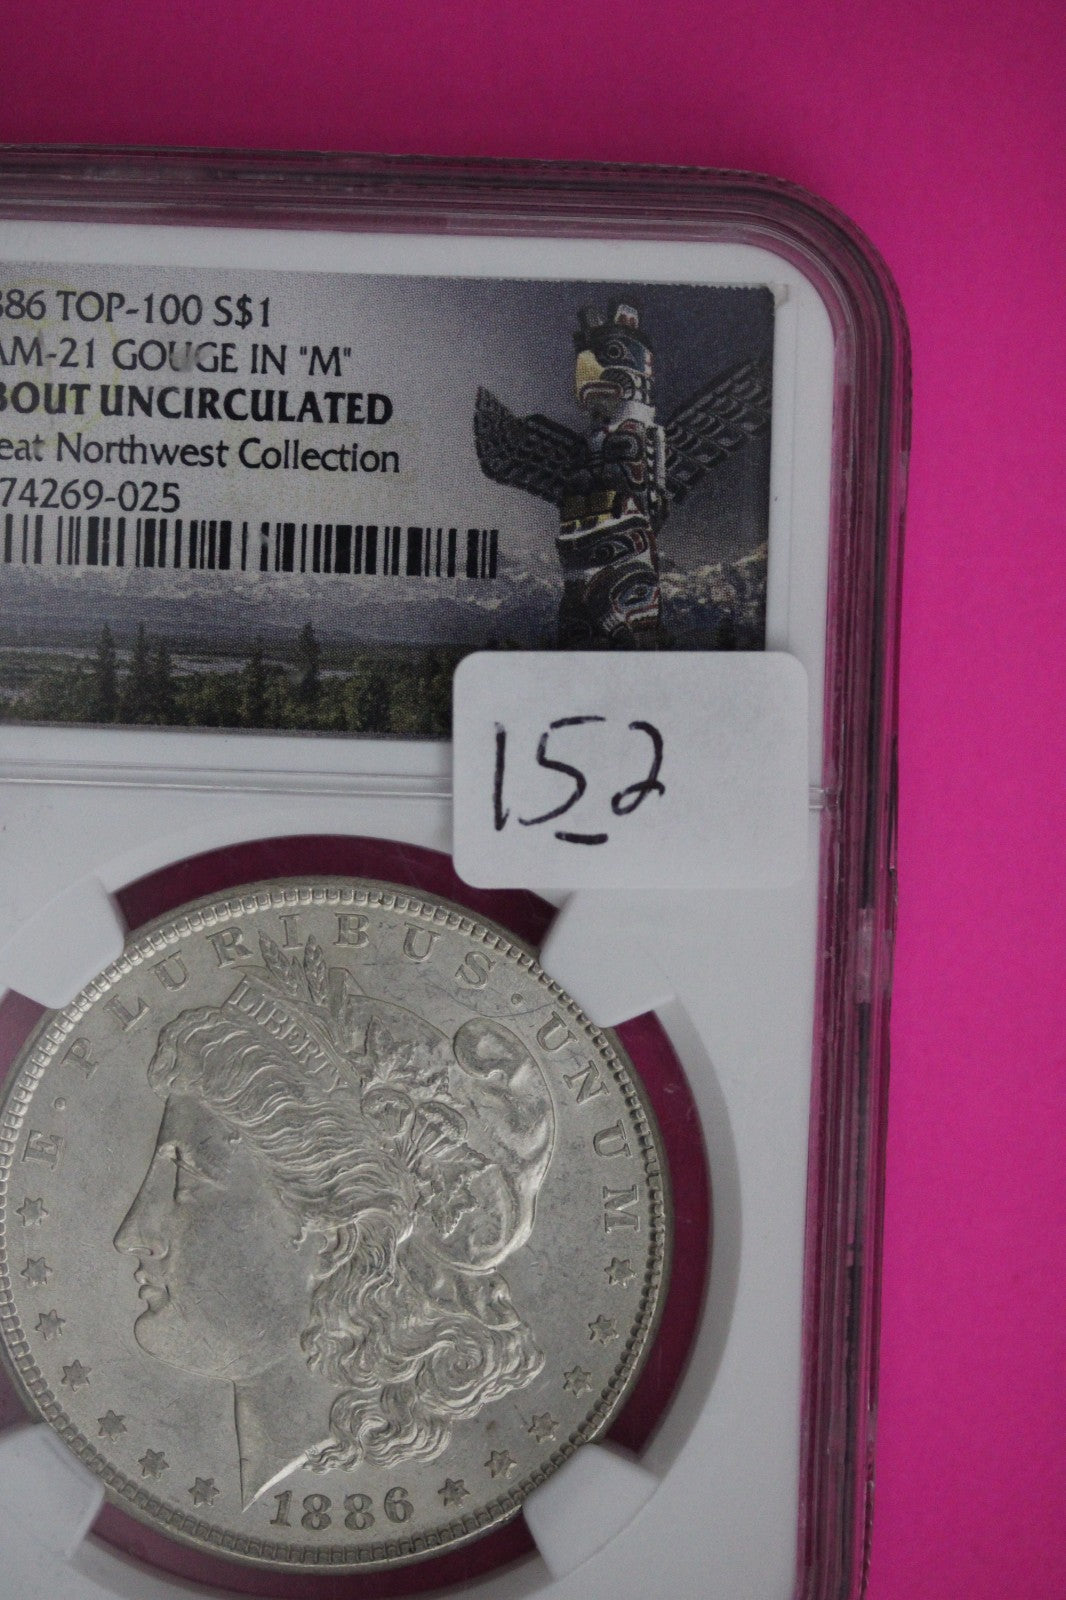 886 TOP-100 S$1
AM-21 GOUGE IN "M"
BOUT UNCIRCULATED
eat Northwest Collection
74269-025
152
E. PLURIBUS. UNUM
LIBERTY
1886